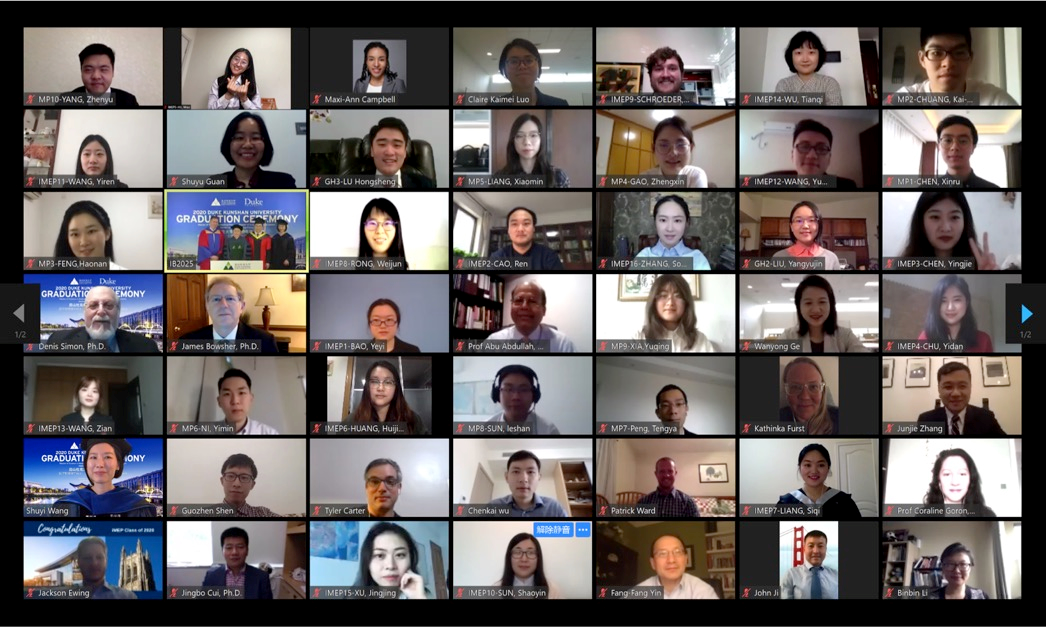 MP10-YANG, Zhenyu
Maxi-Ann Campbell
Claire Kaimei Luo
IMEP9-SCHROEDER,...
IMEP14-WU, Tianqi
MP2-CHUANG, Kai-...
IMEP11-WANG, Yiren
Shuyu Guan
GH3-LU Hongsheng
MP5-LIANG, Xiaomin
MP4-GAO, Zhengxin
IMEP12-WANG, Yu...
MP1-CHEN, Xinru
Duke
2020 DUKE KUNSHAN UNIVERSITY
GRADUATION CEREMONY
MP3-FENG,Haonan
IB2025
IMEP8-RONG, Weijun
IMEP2-CAO, Ren
IMEP16-ZHANG, So...
GH2-LIU, Yangyujin
IMEP3-CHEN, Yingjie
Duke
1/2
Denis Simon, Ph.D.
James Bowsher, Ph.D.
IMEP1-BAO, Yeyi
Prof Abu Abdullah, ...
MP9-XIA Yuqing
Wanyong Ge
IMEP4-CHU, Yidan
1/2
IMEP13-WANG, Zian
MP6-NI, Yimin
IMEP6-HUANG, Huiji...
MP8-SUN, leshan
MP7-Peng, Tengya
Kathinka Furst
Junjie Zhang
Shuyi Wang
Guozhen Shen
Tyler Carter
Chenkai wu
Patrick Ward
IMEP7-LIANG, Siqi
Prof Coraline Goron,...
Congratulations
IMEP Class of 2020
解除静音
Jackson Ewing
Jingbo Cui, Ph.D.
IMEP15-XU, Jingjing
IMEP10-SUN, Shaoyin
Fang-Fang Yin
John Ji
Binbin Li